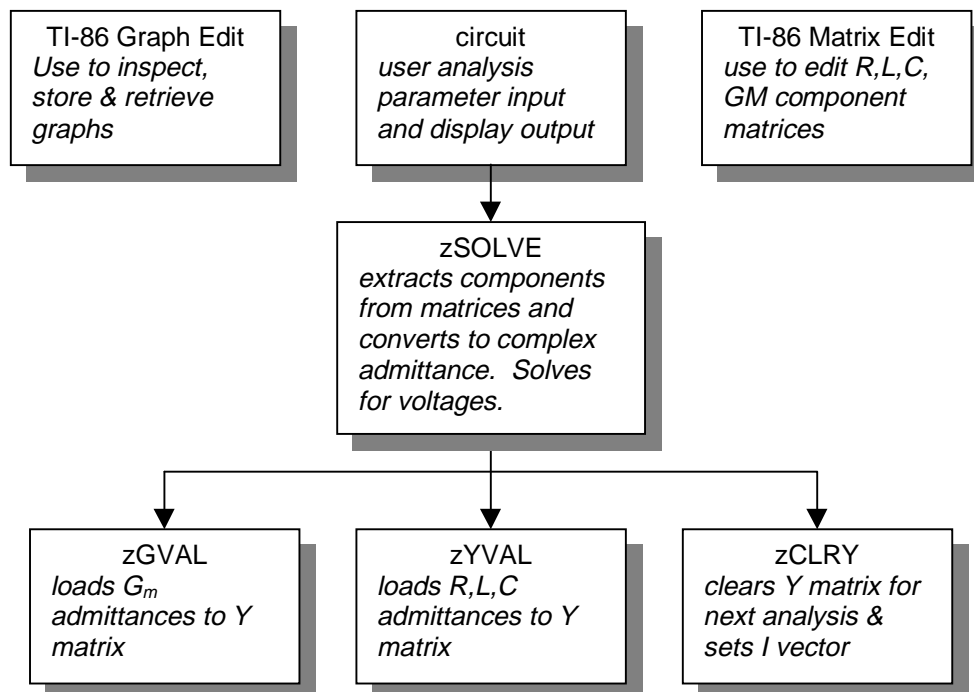 TI-86 Graph Edit
Use to inspect,
store & retrieve
graphs
circuit
user analysis
parameter input
and display output
TI-86 Matrix Edit
use to edit R,L,C,
GM component
matrices
zSOLVE
extracts components
from matrices and
converts to complex
admittance. Solves
for voltages.
zGVAL
loads Gm
admittances to Y
matrix
zYVAL
loads R,L,C
admittances to Y
matrix
zCLRY
clears Y matrix for
next analysis &
sets I vector